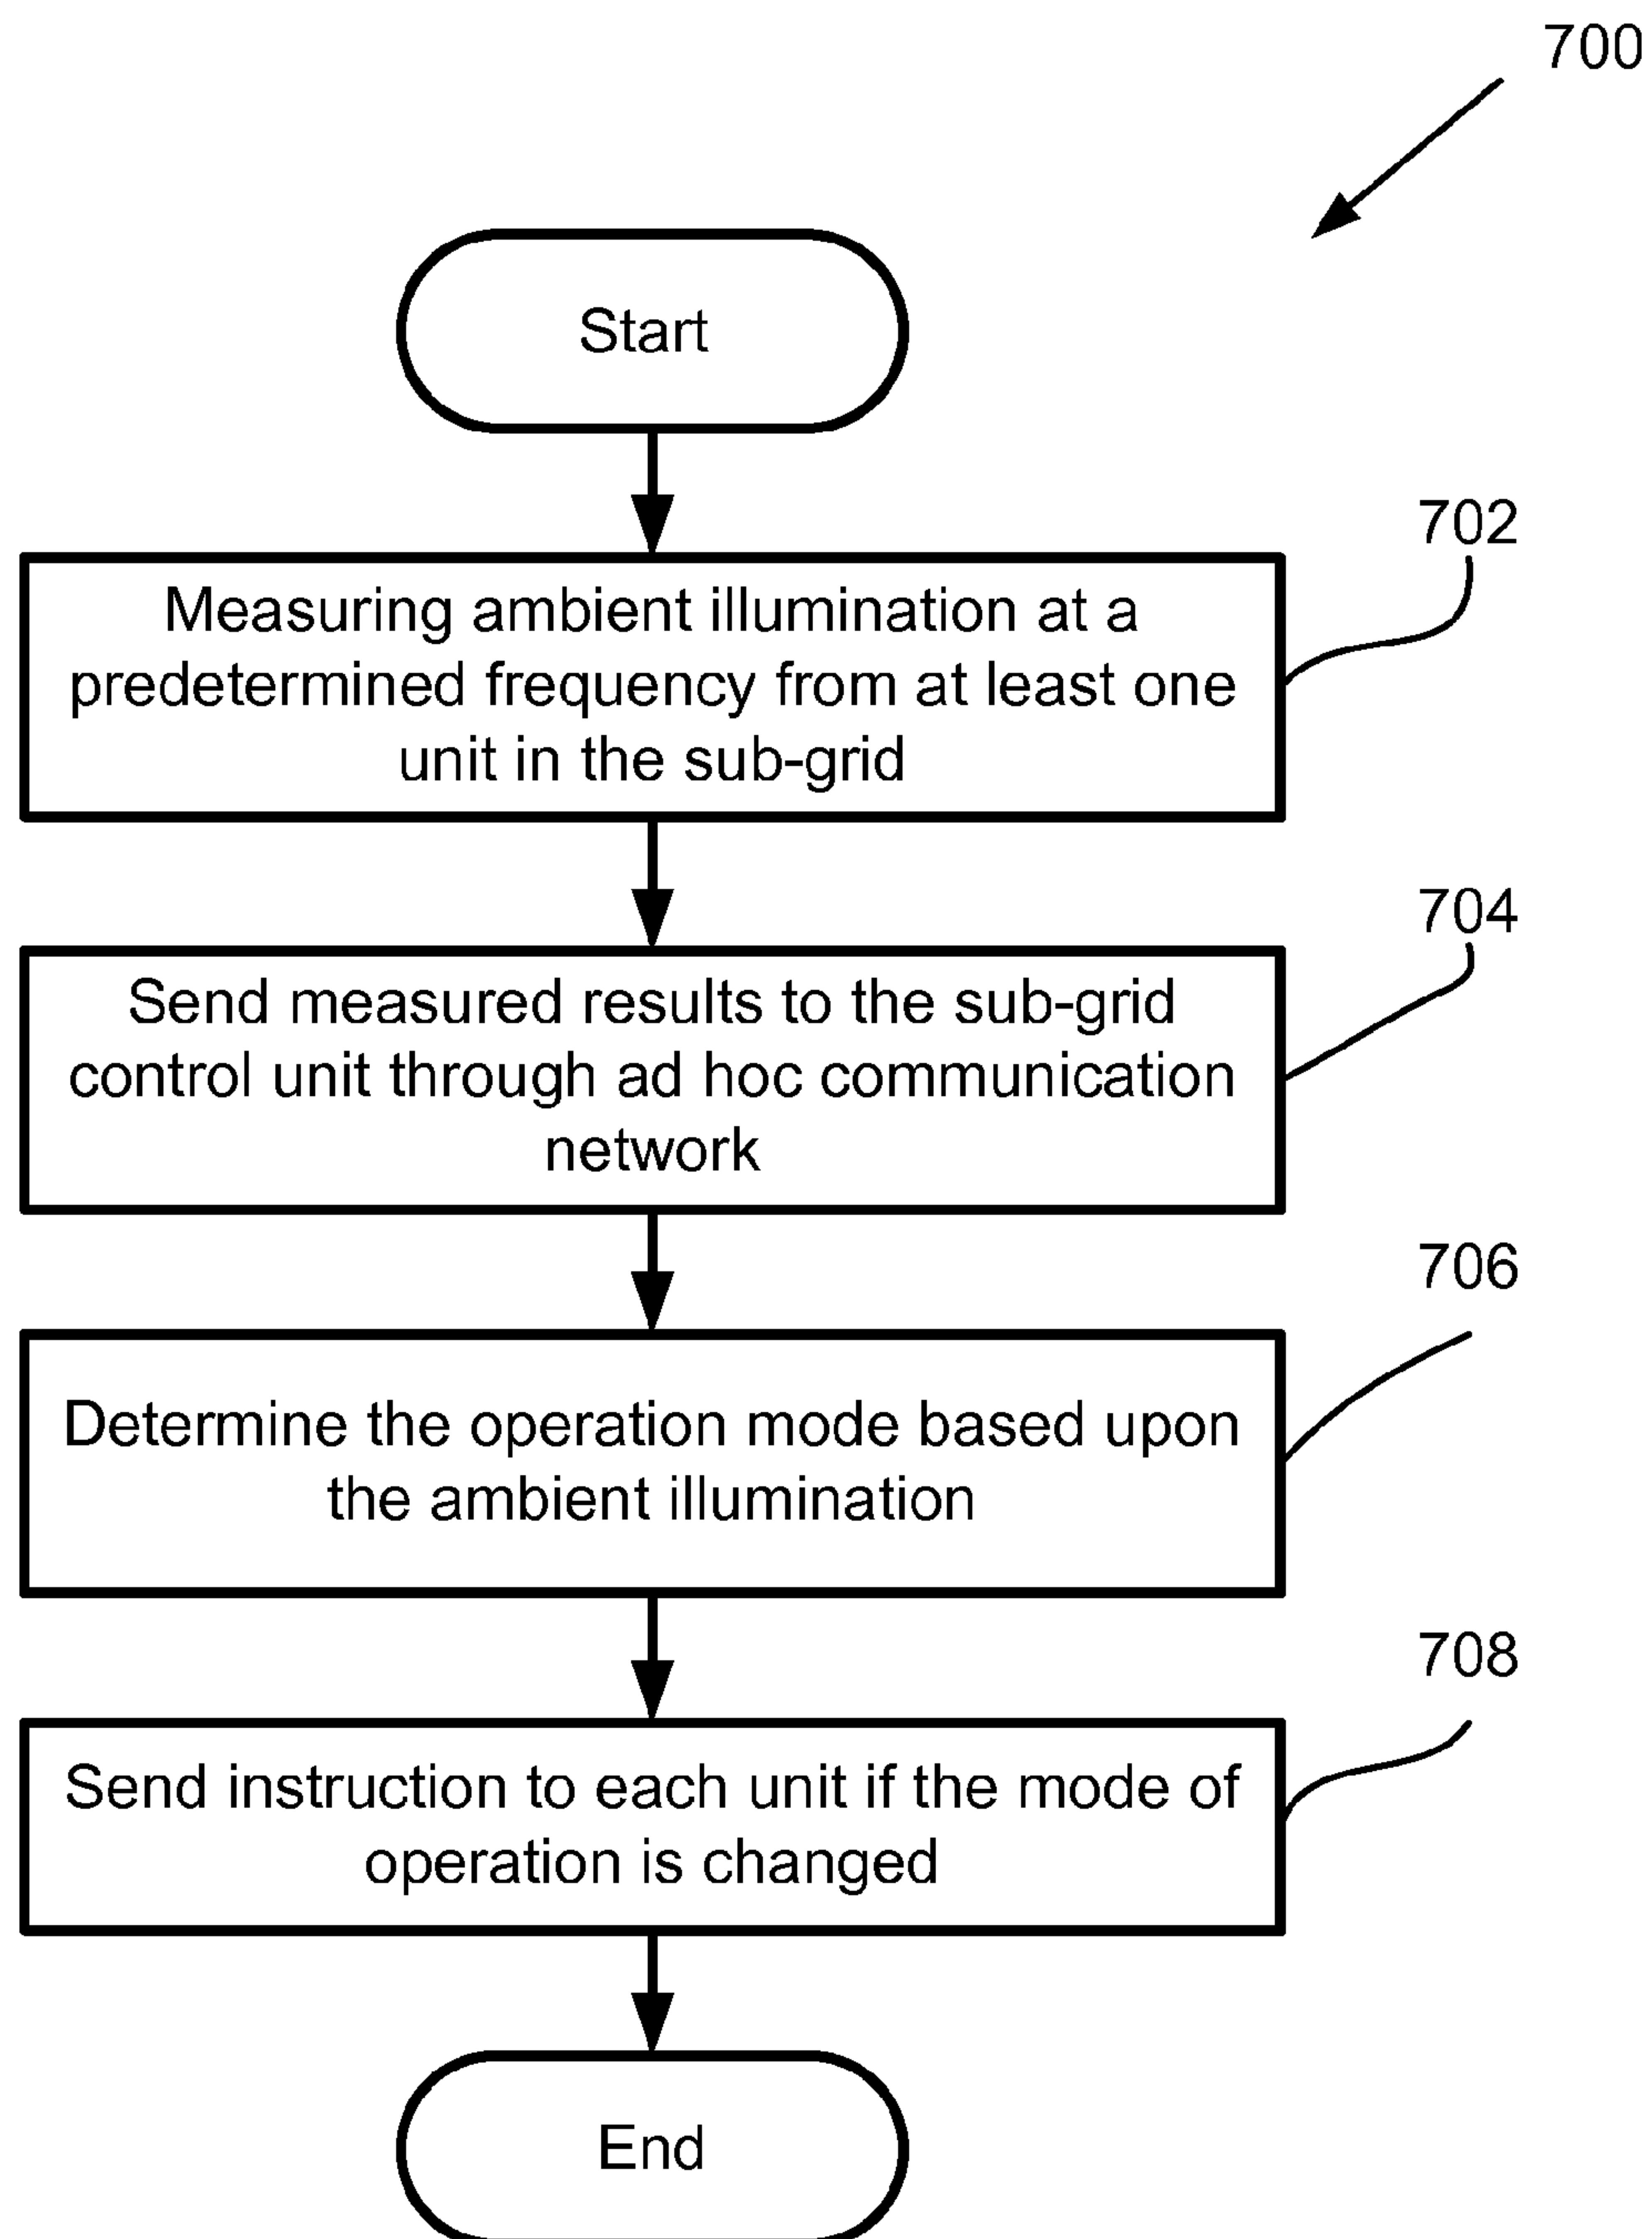 700
Start
702
Measuring ambient illumination at a
predetermined frequency from at least one
unit in the sub-grid
704
Send measured results to the sub-grid
control unit through ad hoc communication
network
706
Determine the operation mode based upon
the ambient illumination
708
Send instruction to each unit if the mode of
operation is changed
End